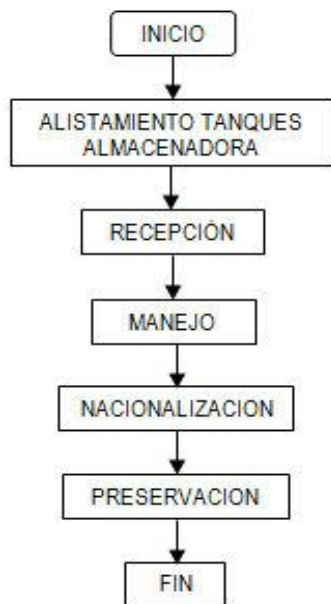 INICIO
ALISTAMIENTO TANQUES
ALMACENADORA
RECEPCIÓN
MANEJO
NACIONALIZACION
PRESERVACION
FIN